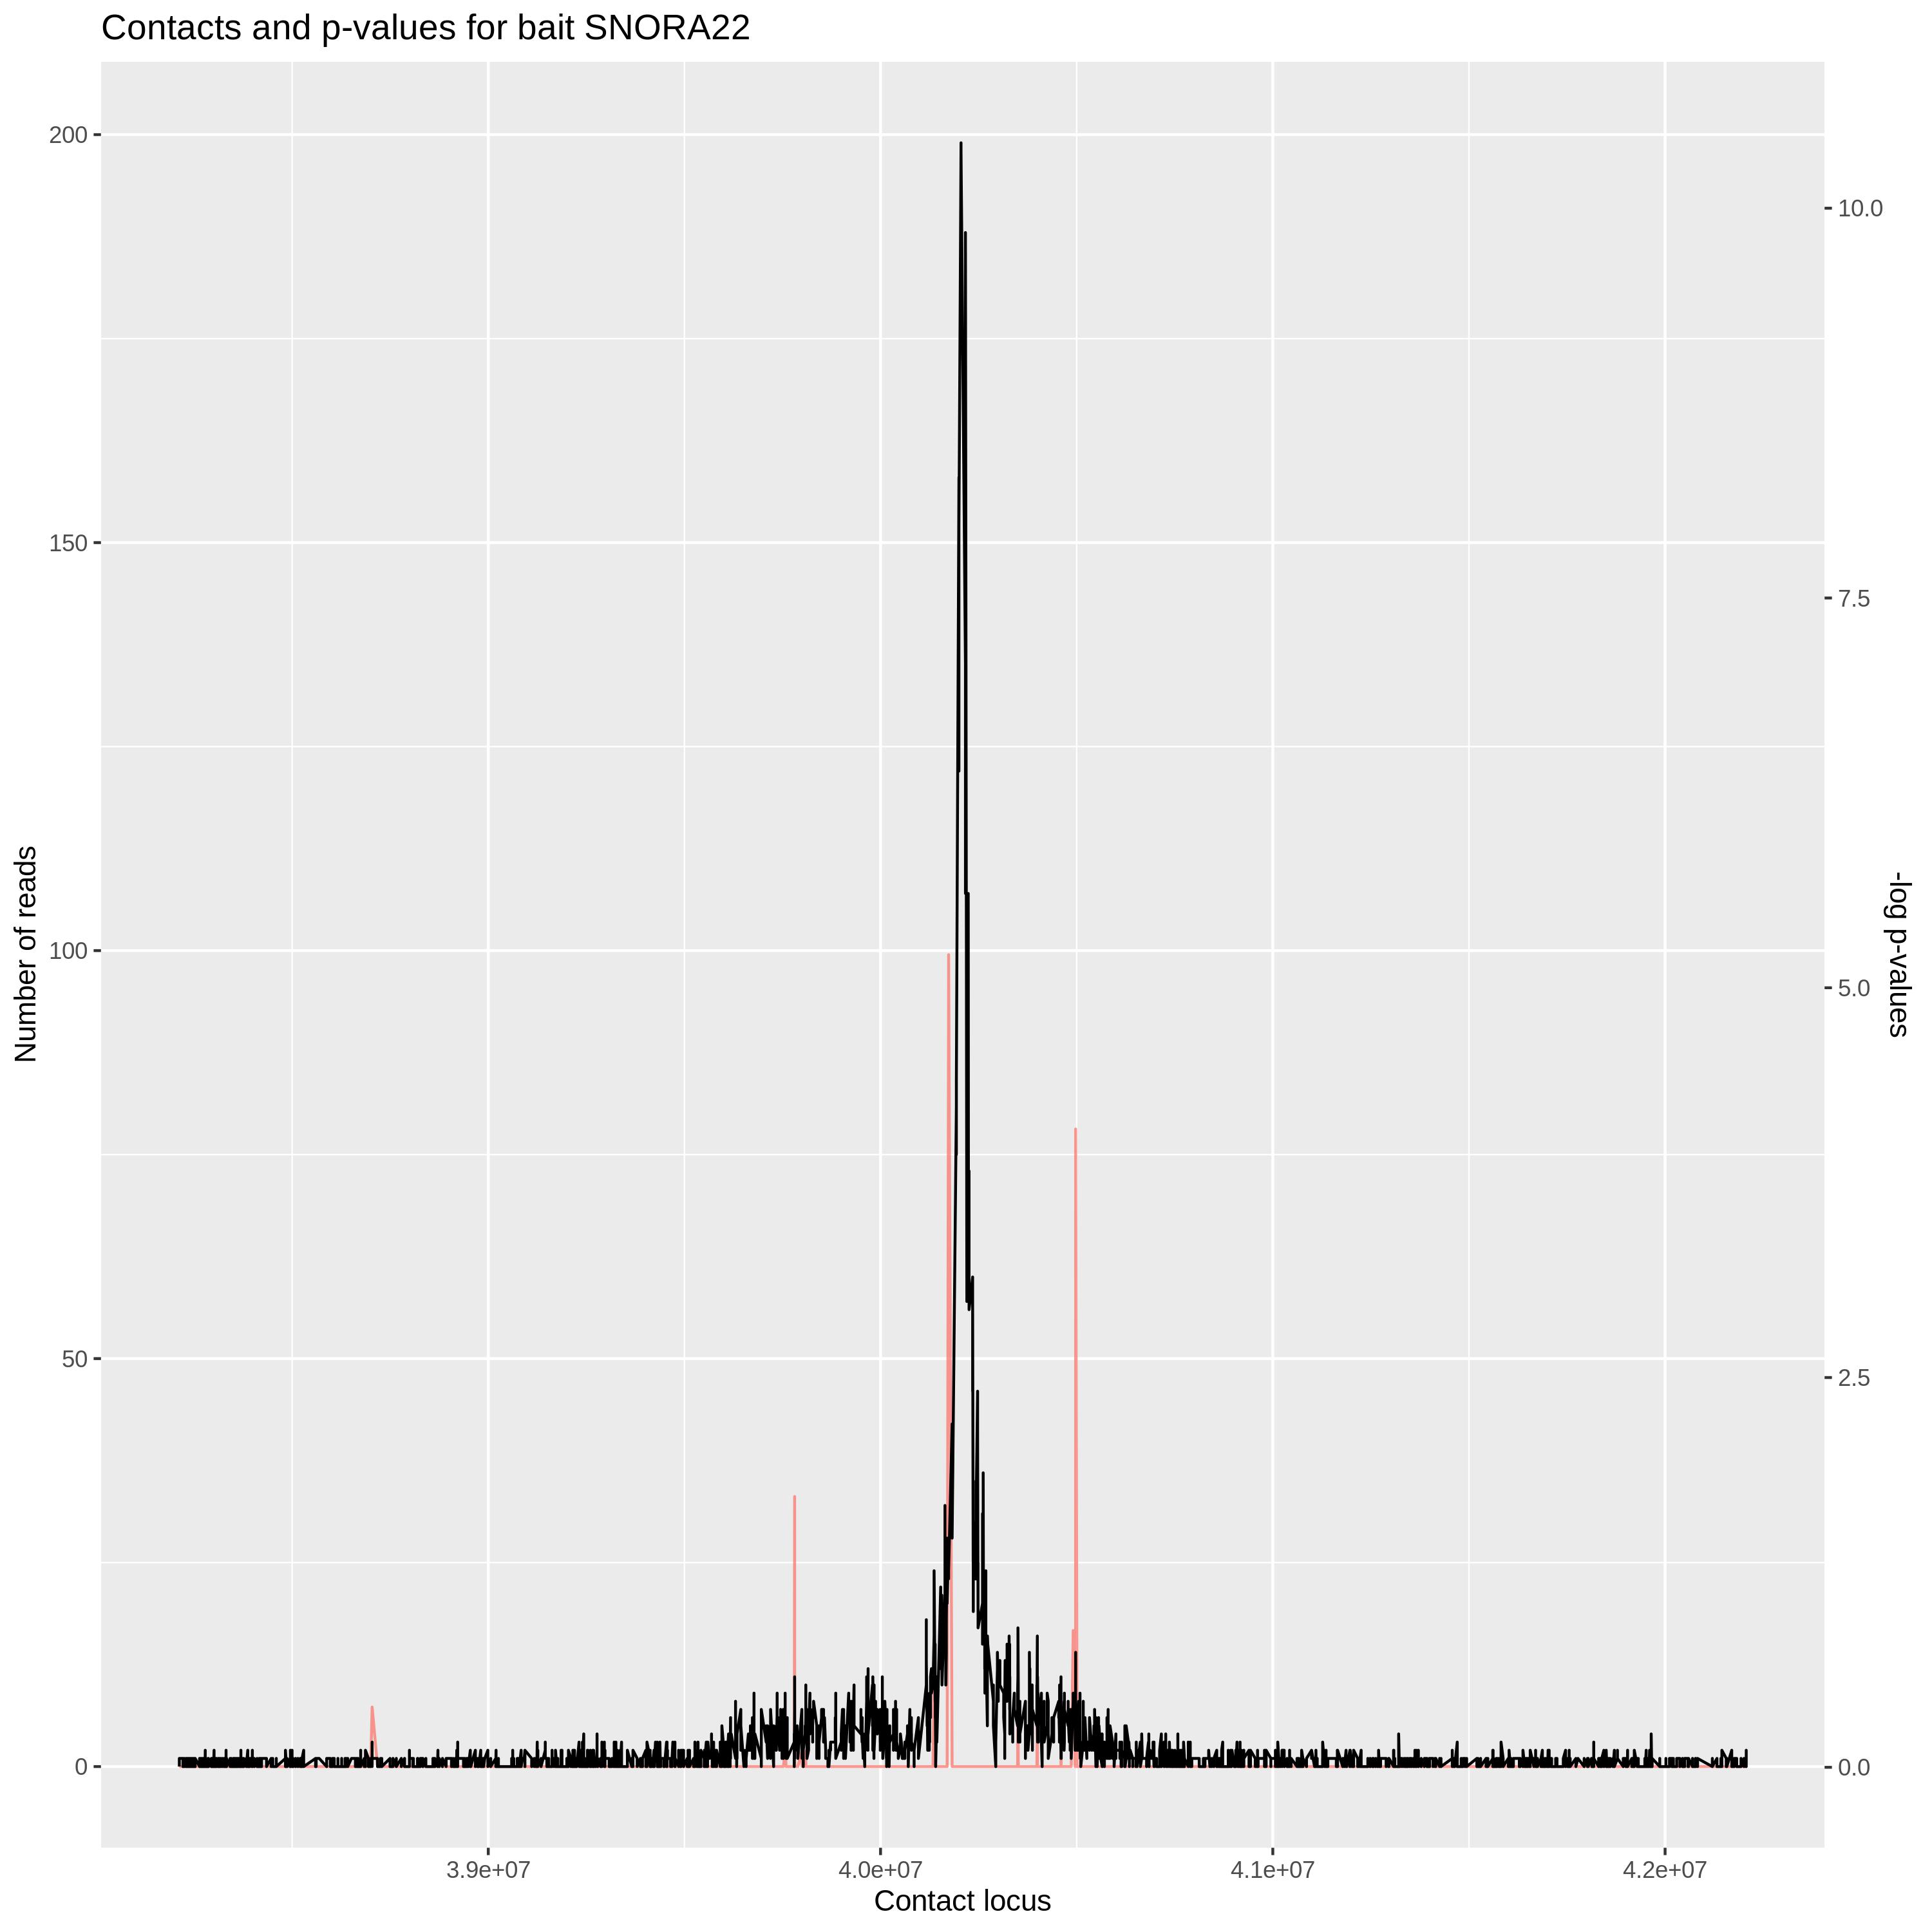 Contacts and p-values for bait SNORA22
200
150
100
50
0
Number of reads
10.0
7.5
5.0
2.5
0.0
-log p-values
3.9e+07
4.0e+07
4.1e+07
4.2e+07
Contact locus